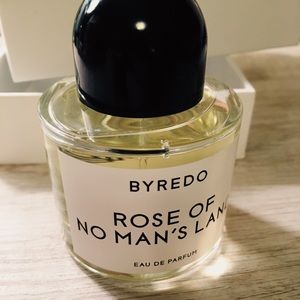 BYREDO
ROSE OF
NO MAN'S LAND
EAU DE PARFUM